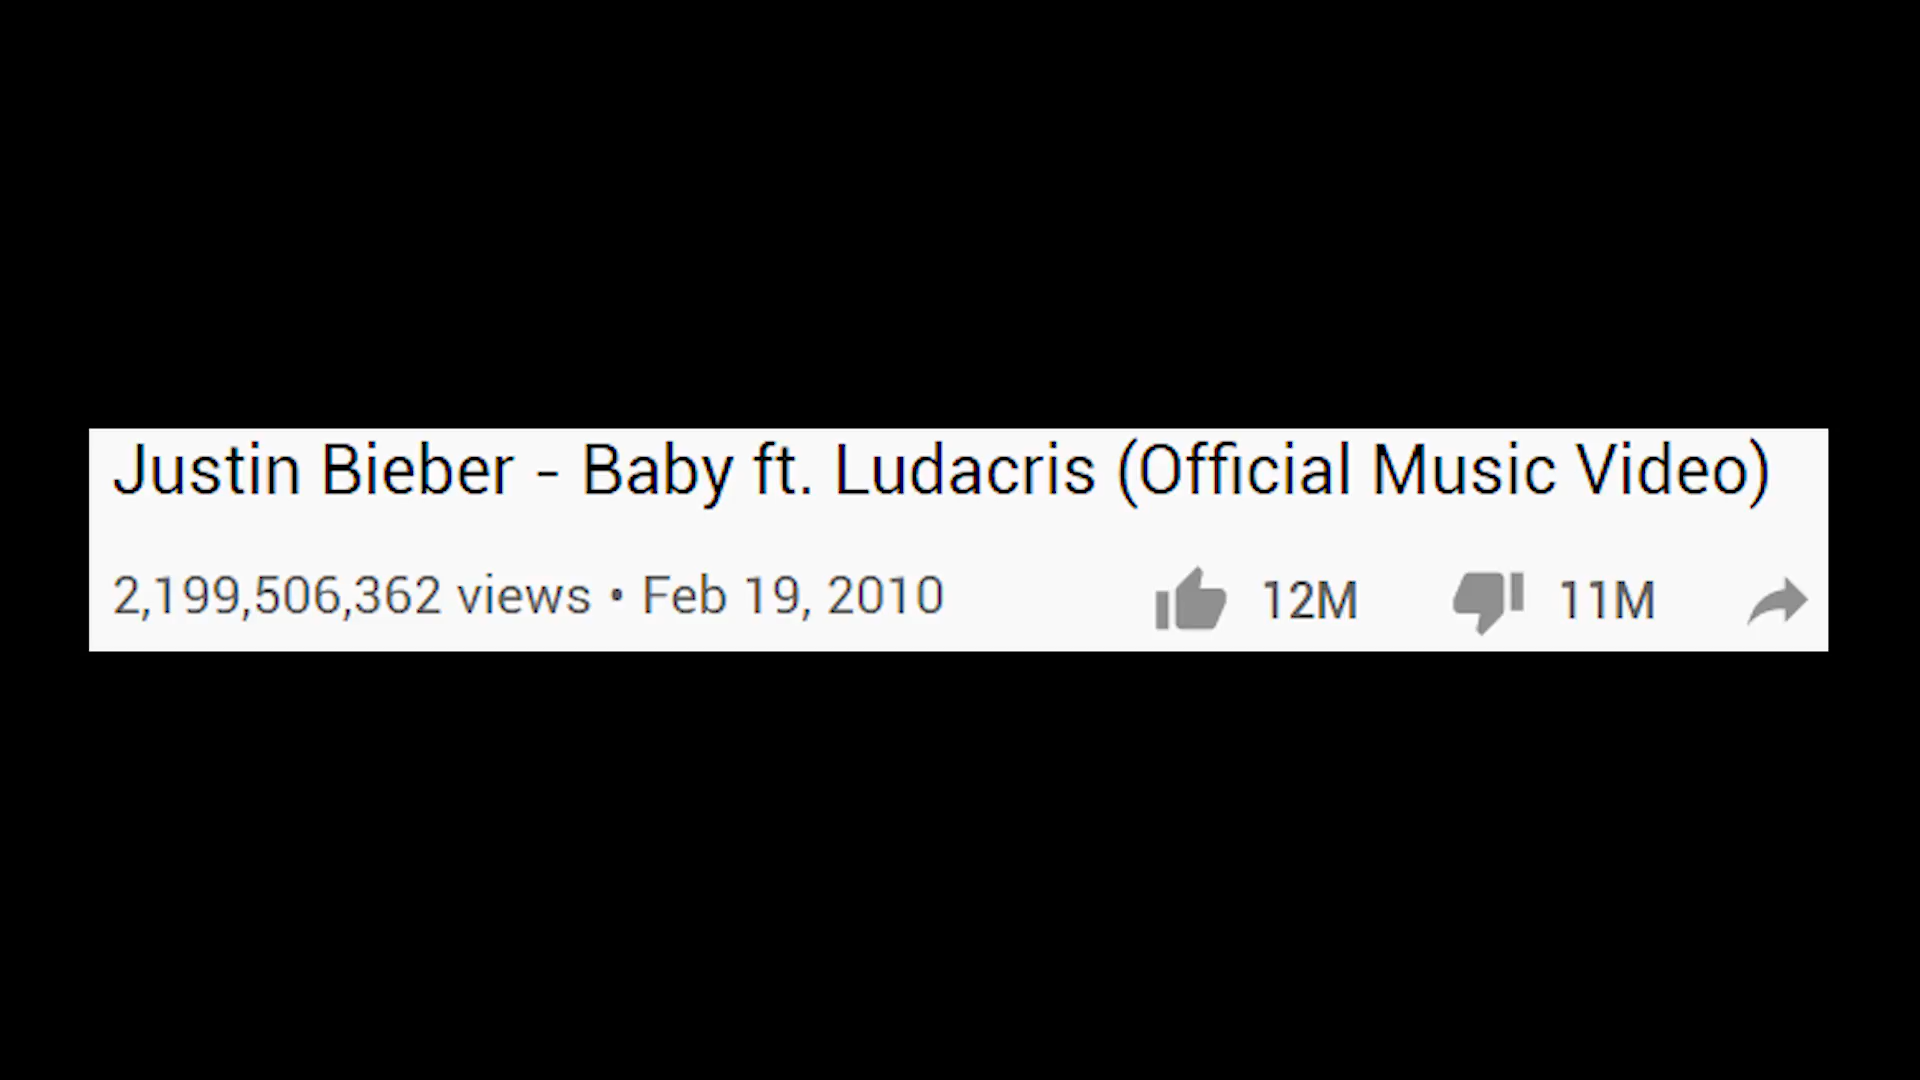 Justin Bieber - Baby ft. Ludacris (Official Music Video)
2,199,506,362 views • Feb 19, 2010 12M 11M